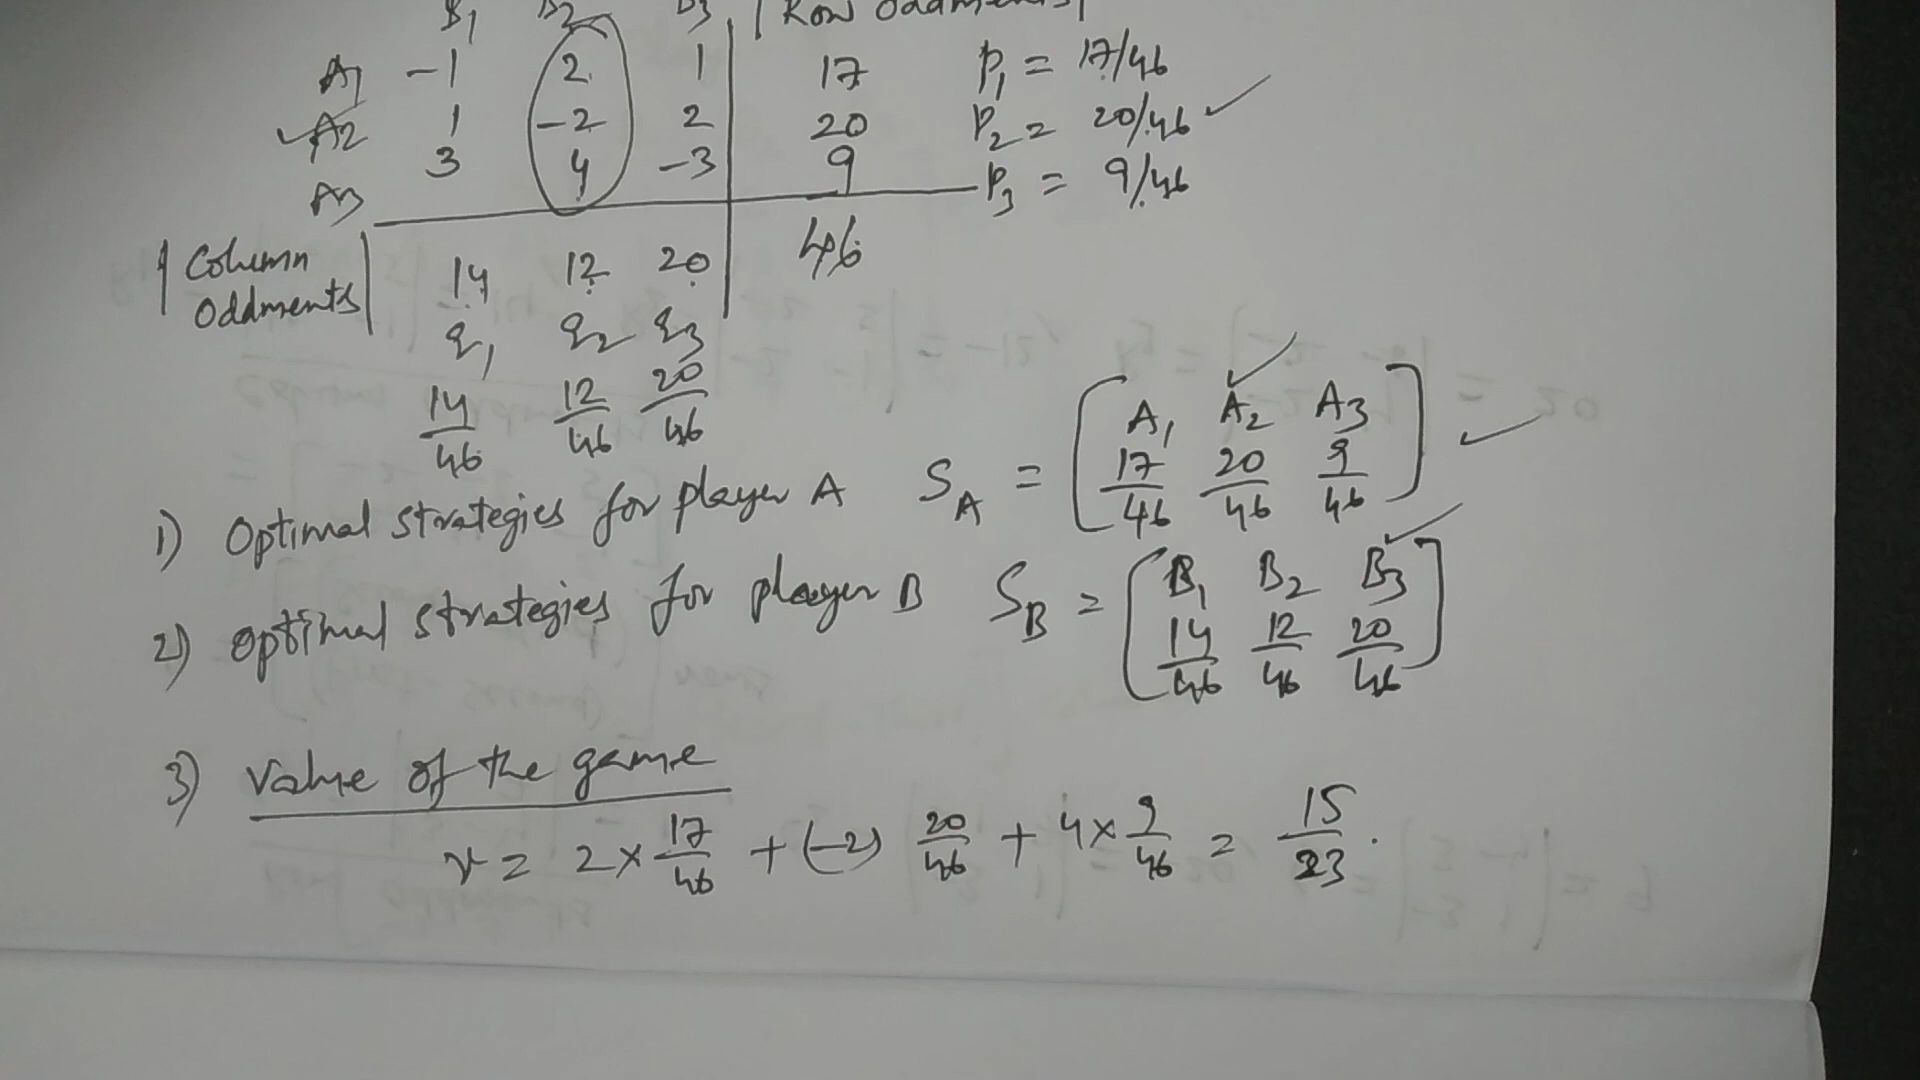 B1 B2 B3 | Row Oddments |
A1 -1 2 1 17 P1 = 17/46
A2 1 -2 2 20 P2 = 20/46 ✓
A3 3 4 -3 9 P3 = 9/46
| Column Oddments | 14 12 20 46
q1 q2 q3
14/46 12/46 20/46
1) Optimal strategies for player A SA = [A1 A2 A3
17/46 20/46 9/46]
2) optimal strategies for player B SB = [B1 B2 B3
14/46 12/46 20/46]
3) Value of the game
v = 2 × 17/46 + (-2) 20/46 + 4 × 9/46 = 15/23.